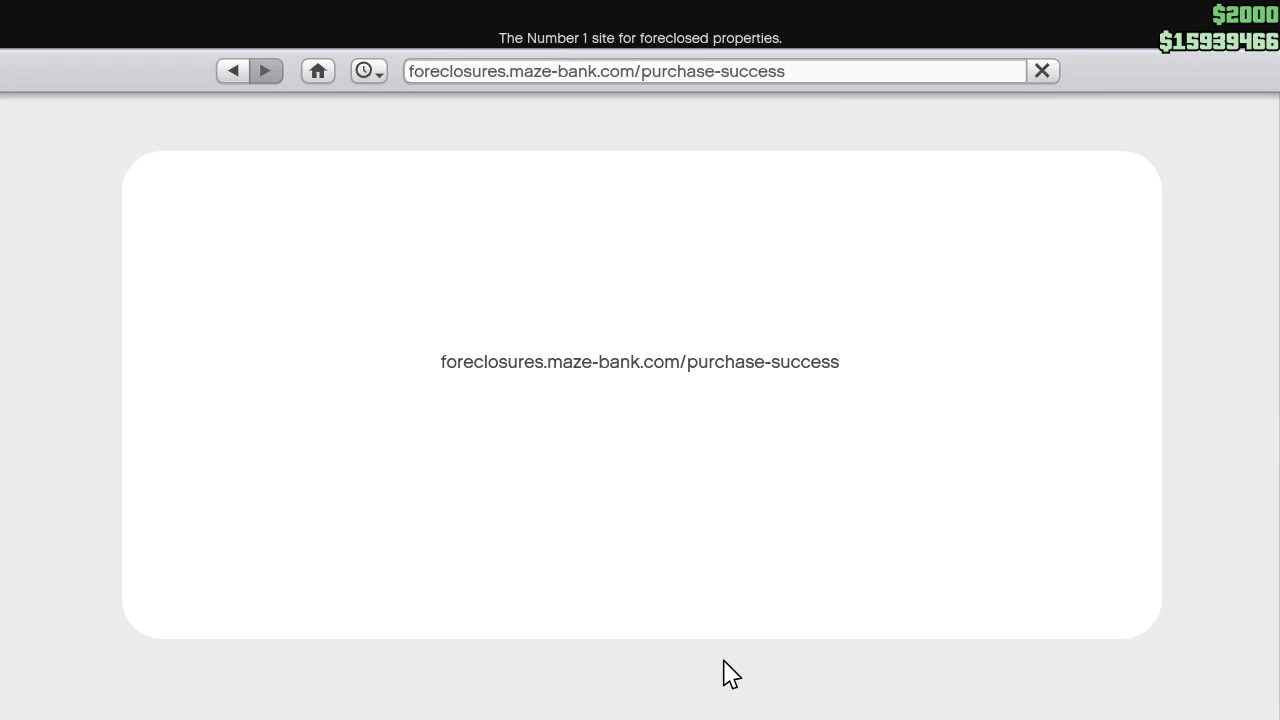 $2000
The Number 1 site for foreclosed properties.
$15939466
foreclosures.maze-bank.com/purchase-success
foreclosures.maze-bank.com/purchase-success